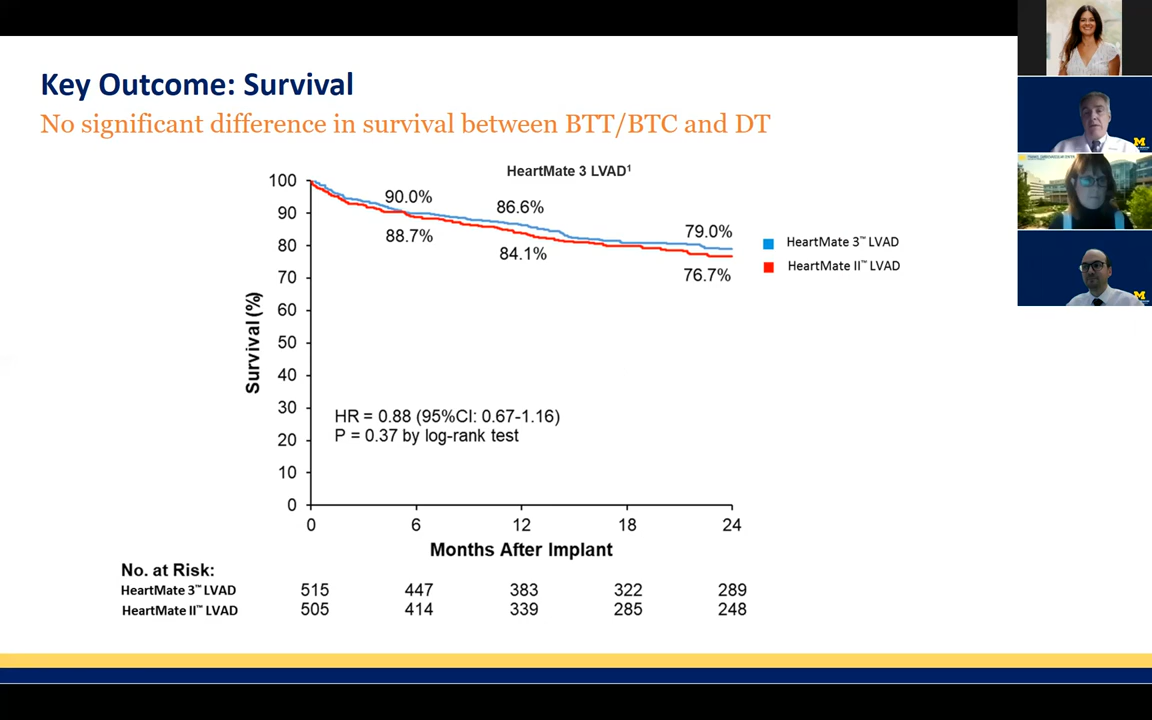 Key Outcome: Survival
No significant difference in survival between BTT/BTC and DT
HeartMate 3 LVAD¹
100
90
80
70
60
50
40
30
20
10
0
Survival (%)
90.0%
86.6%
79.0%
88.7%
84.1%
76.7%
HeartMate 3™ LVAD
HeartMate II™ LVAD
HR = 0.88 (95%CI: 0.67-1.16)
P = 0.37 by log-rank test
0 6 12 18 24
Months After Implant
No. at Risk:
HeartMate 3™ LVAD 515 447 383 322 289
HeartMate II™ LVAD 505 414 339 285 248
M
M